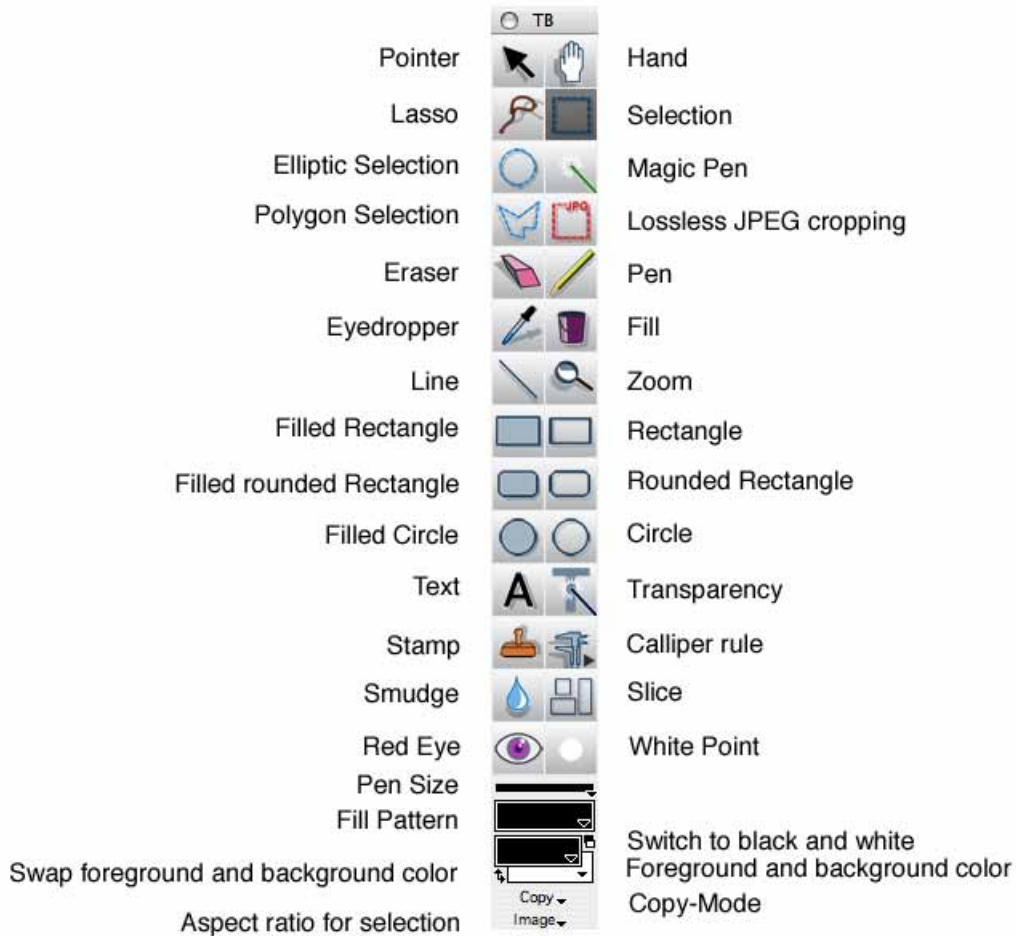 TB
Pointer
Hand
Lasso
Selection
Elliptic Selection
Magic Pen
Polygon Selection
JPG
Lossless JPEG cropping
Eraser
Pen
Eyedropper
Fill
Line
Zoom
Filled Rectangle
Rectangle
Filled rounded Rectangle
Rounded Rectangle
Filled Circle
Circle
Text
A
Transparency
Stamp
Calliper rule
Smudge
Slice
Red Eye
White Point
Pen Size
Fill Pattern
Switch to black and white
Swap foreground and background color
Foreground and background color
Copy
Copy-Mode
Aspect ratio for selection
Image